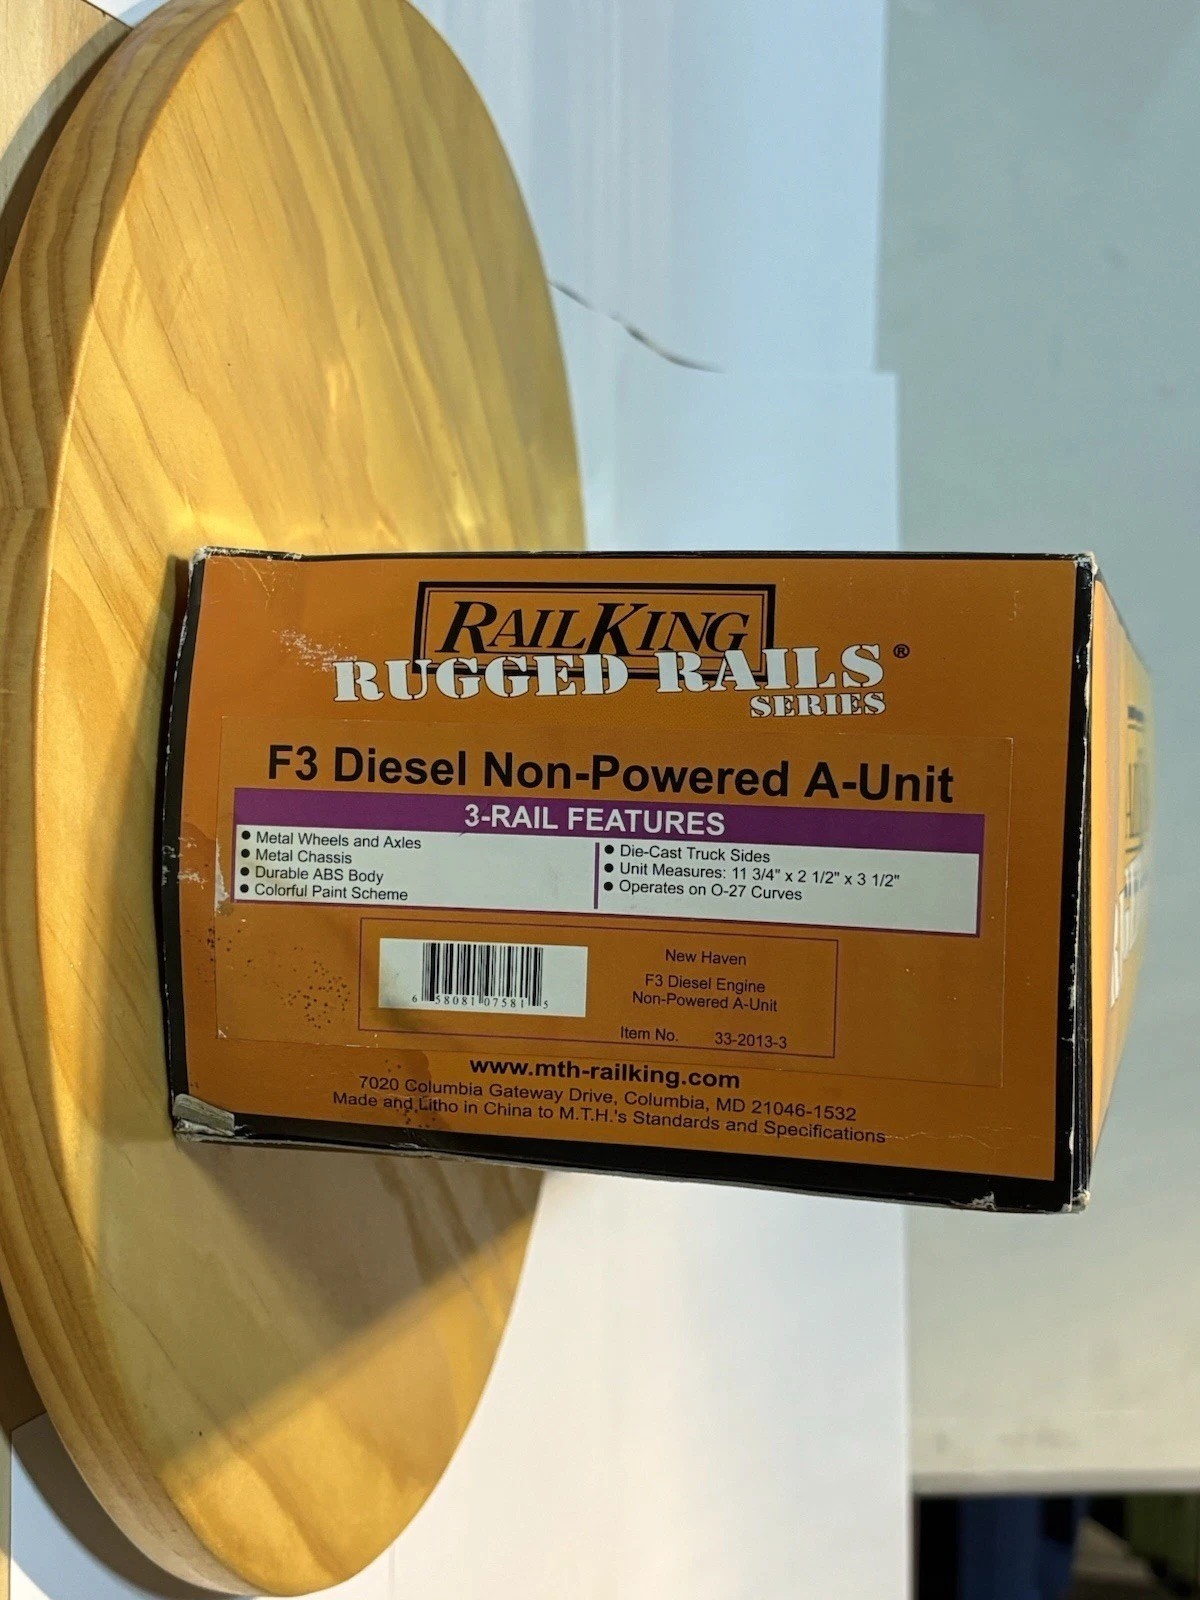 RAILKING
RUGGED RAILS®
SERIES
F3 Diesel Non-Powered A-Unit
3-RAIL FEATURES
• Metal Wheels and Axles
• Metal Chassis
• Durable ABS Body
• Colorful Paint Scheme
• Die-Cast Truck Sides
• Unit Measures: 11 3/4" x 2 1/2" x 3 1/2"
• Operates on O-27 Curves
6 58081 07581 5
New Haven
F3 Diesel Engine
Non-Powered A-Unit
Item No. 33-2013-3
www.mth-railking.com
7020 Columbia Gateway Drive, Columbia, MD 21046-1532
Made and Litho in China to M.T.H.'s Standards and Specifications